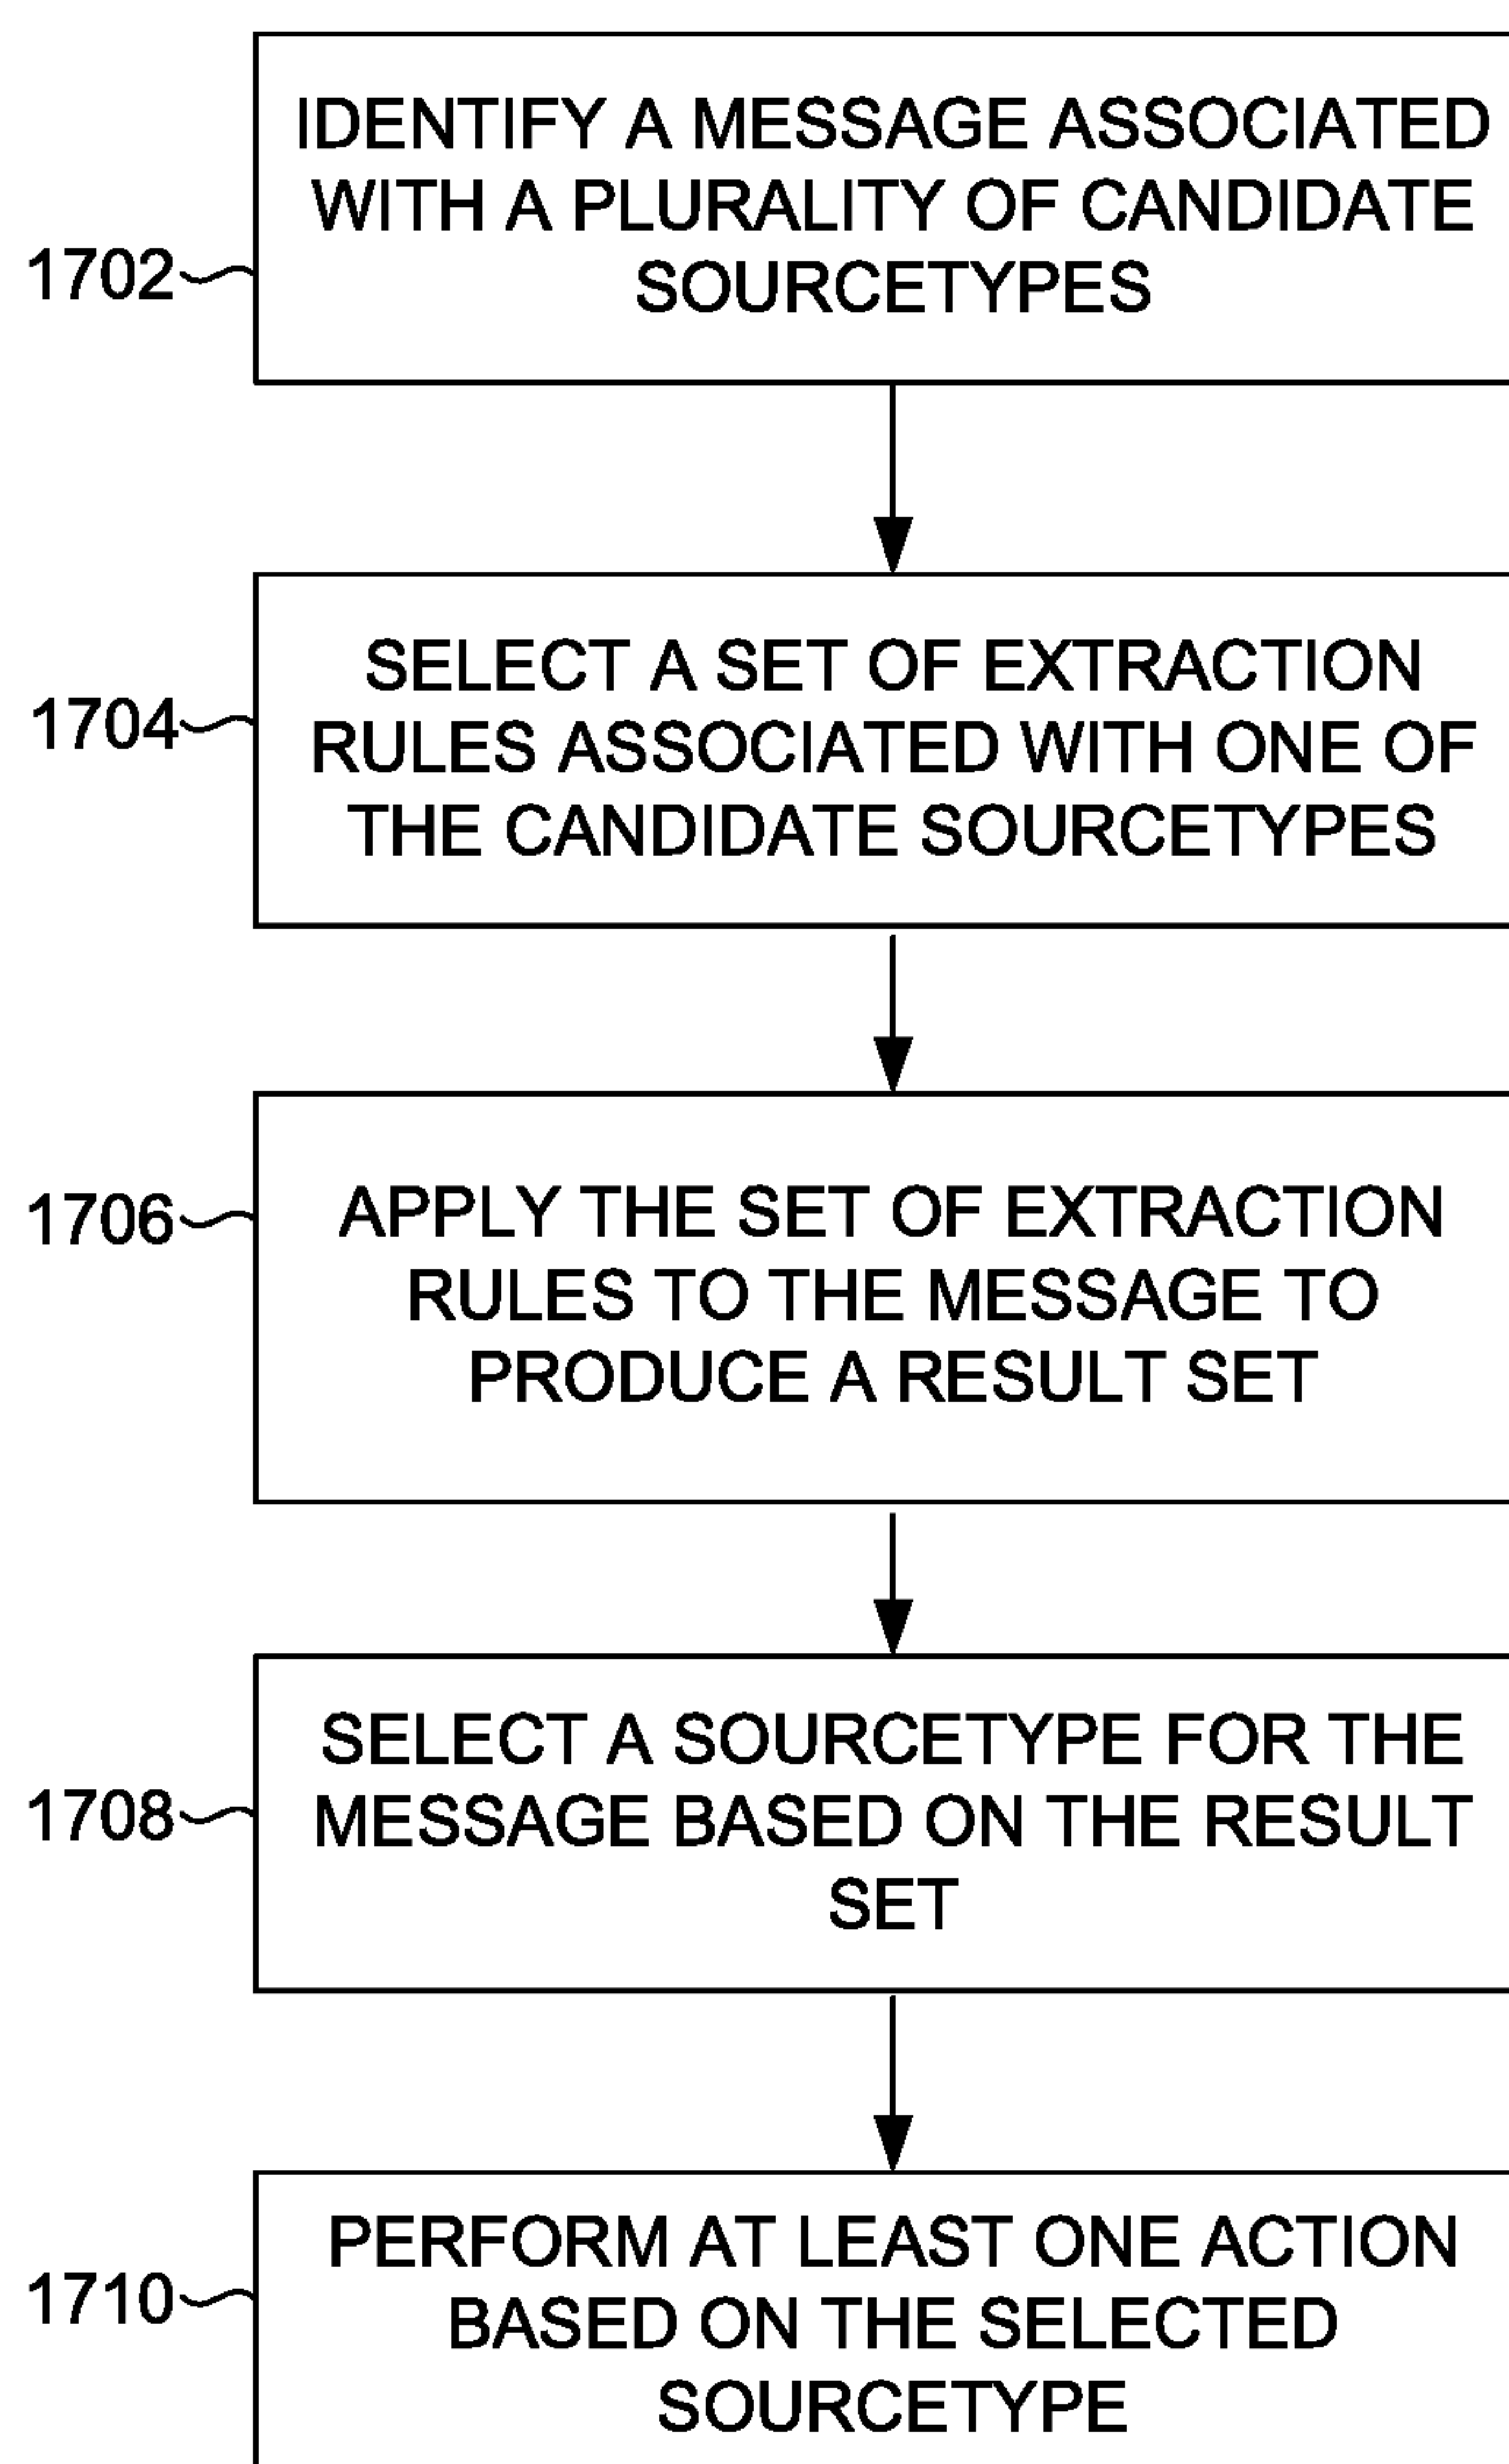 IDENTIFY A MESSAGE ASSOCIATED
WITH A PLURALITY OF CANDIDATE
SOURCETYPES
1702
SELECT A SET OF EXTRACTION
RULES ASSOCIATED WITH ONE OF
THE CANDIDATE SOURCETYPES
1704
APPLY THE SET OF EXTRACTION
RULES TO THE MESSAGE TO
PRODUCE A RESULT SET
1706
SELECT A SOURCETYPE FOR THE
MESSAGE BASED ON THE RESULT
SET
1708
PERFORM AT LEAST ONE ACTION
BASED ON THE SELECTED
SOURCETYPE
1710